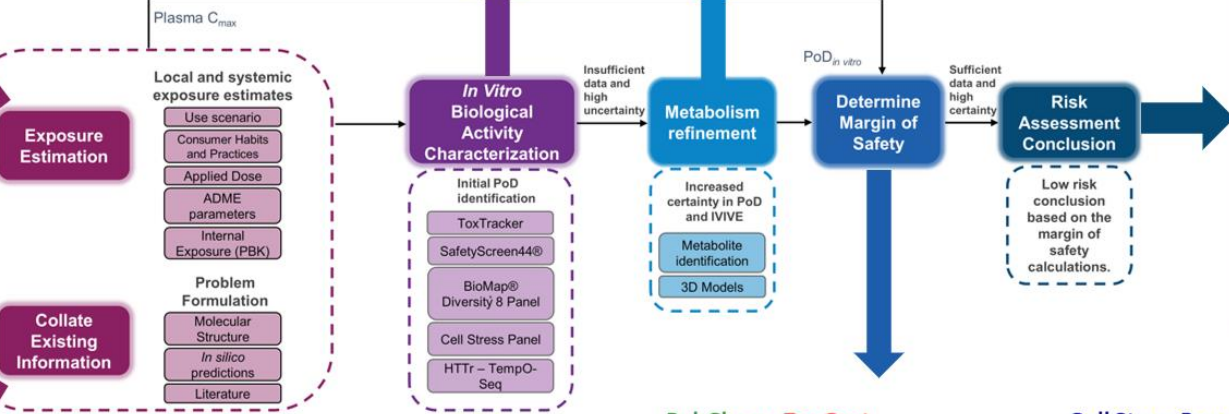 Plasma Cmax
Exposure
Estimation
Local and systemic
exposure estimates
Use scenario
Consumer Habits
and Practices
Applied Dose
ADME
parameters
Internal
Exposure (PBK)
Collate
Existing
Information
Problem
Formulation
Molecular
Structure
In silico
predictions
Literature
In Vitro
Biological
Activity
Characterization
Initial PoD
identification
ToxTracker
SafetyScreen44®
BioMap®
Diversity 8 Panel
Cell Stress Panel
HTTr – TempO-
Seq
Insufficient
data and
high
uncertainty
Metabolism
refinement
Increased
certainty in PoD
and IVIVE
Metabolite
identification
3D Models
PoDin vitro
Determine
Margin of
Safety
Sufficient
data and
high
certainty
Risk
Assessment
Conclusion
Low risk
conclusion
based on the
margin of
safety
calculations.